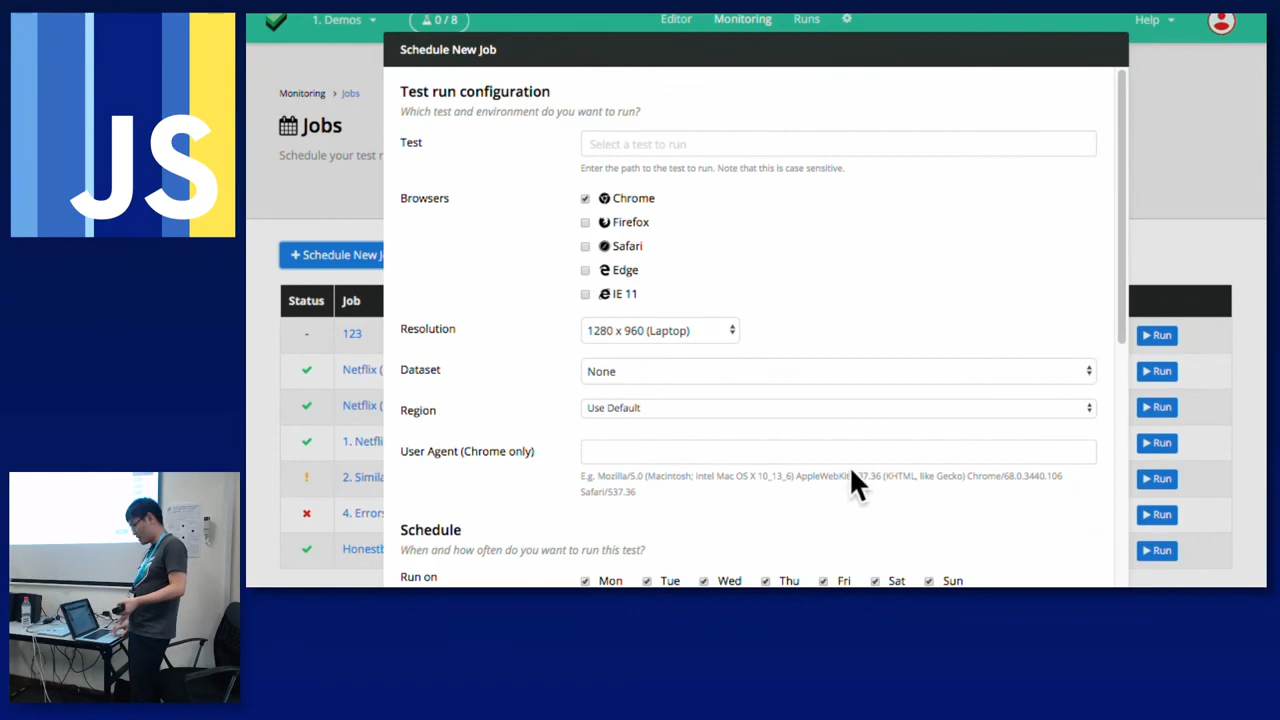 JS
1. Demos
0 / 8
Editor
Monitoring
Runs
Help
Schedule New Job
Monitoring > Jobs
Jobs
Schedule your test r
+ Schedule New J
Status
Job
123
Netflix (
Netflix (
1. Netfli
2. Simila
4. Errors
Honestb
Run
Run
Run
Run
Run
Run
Run
Test run configuration
Which test and environment do you want to run?
Test
Select a test to run
Enter the path to the test to run. Note that this is case sensitive.
Browsers
Chrome
Firefox
Safari
Edge
IE 11
Resolution
1280 x 960 (Laptop)
Dataset
None
Region
Use Default
User Agent (Chrome only)
E.g. Mozilla/5.0 (Macintosh; Intel Mac OS X 10_13_6) AppleWebKit/537.36 (KHTML, like Gecko) Chrome/68.0.3440.106
Safari/537.36
Schedule
When and how often do you want to run this test?
Run on
Mon Tue Wed Thu Fri Sat Sun